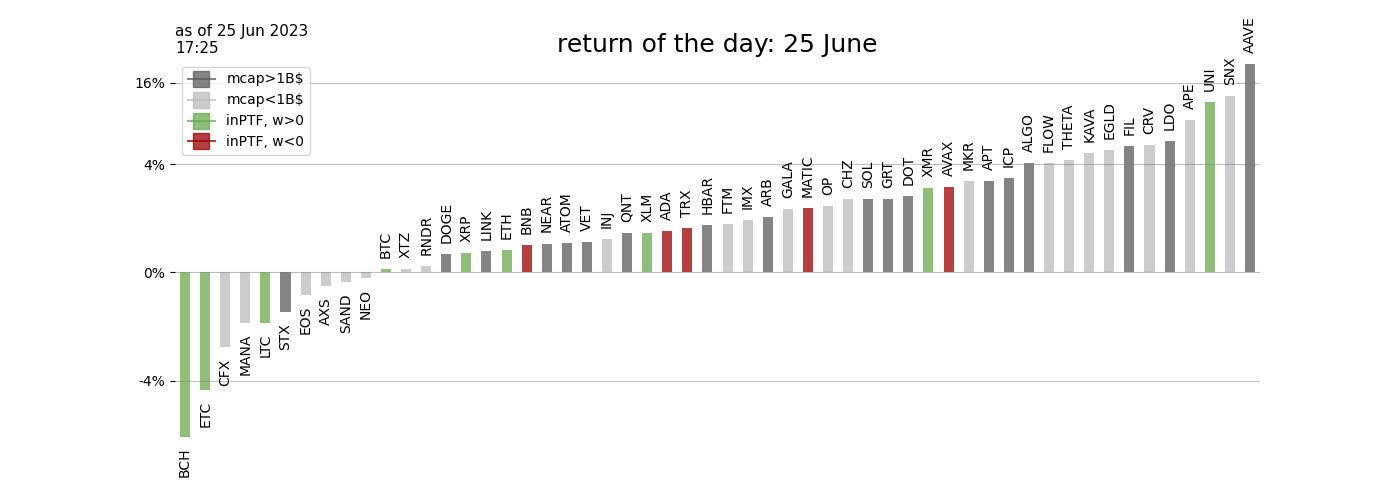 as of 25 Jun 2023
17:25
return of the day: 25 June
mcap>1B$
mcap<1B$
inPTF, w>0
inPTF, w<0
16%
4%
0%
-4%
BCH
ETC
CFX
MANA
LTC
STX
EOS
AXS
SAND
NEO
BTC
XTZ
RNDR
DOGE
XRP
LINK
ETH
BNB
NEAR
ATOM
VET
INJ
QNT
XLM
ADA
TRX
HBAR
FTM
IMX
ARB
GALA
MATIC
OP
CHZ
SOL
GRT
DOT
XMR
AVAX
MKR
APT
ICP
ALGO
FLOW
THETA
KAVA
EGLD
FIL
CRV
LDO
APE
UNI
SNX
AAVE